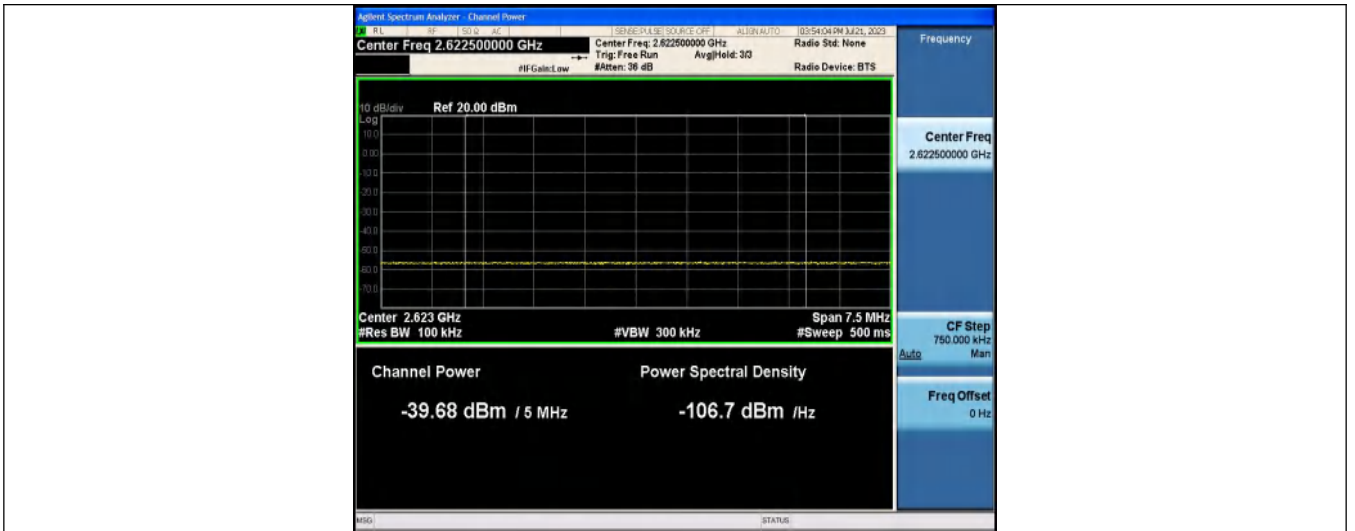 Agilent Spectrum Analyzer - Channel Power
RL RF 50 Ω AC SENSE:PULSE SOURCE OFF ALIGN AUTO 03:54:04 PM Jul 21, 2023
Center Freq 2.622500000 GHz
Center Freq: 2.622500000 GHz Radio Std: None
Trig: Free Run Avg|Hold: 3/3
#IFGain:Low #Atten: 36 dB Radio Device: BTS
10 dB/div Ref 20.00 dBm
Log
10.0
0.00
-10.0
-20.0
-30.0
-40.0
-50.0
-60.0
-70.0
Center 2.623 GHz Span 7.5 MHz
#Res BW 100 kHz #VBW 300 kHz #Sweep 500 ms
Channel Power Power Spectral Density
-39.68 dBm / 5 MHz -106.7 dBm /Hz
MSG STATUS
Frequency
Center Freq
2.622500000 GHz
CF Step
750.000 kHz
Auto Man
Freq Offset
0 Hz